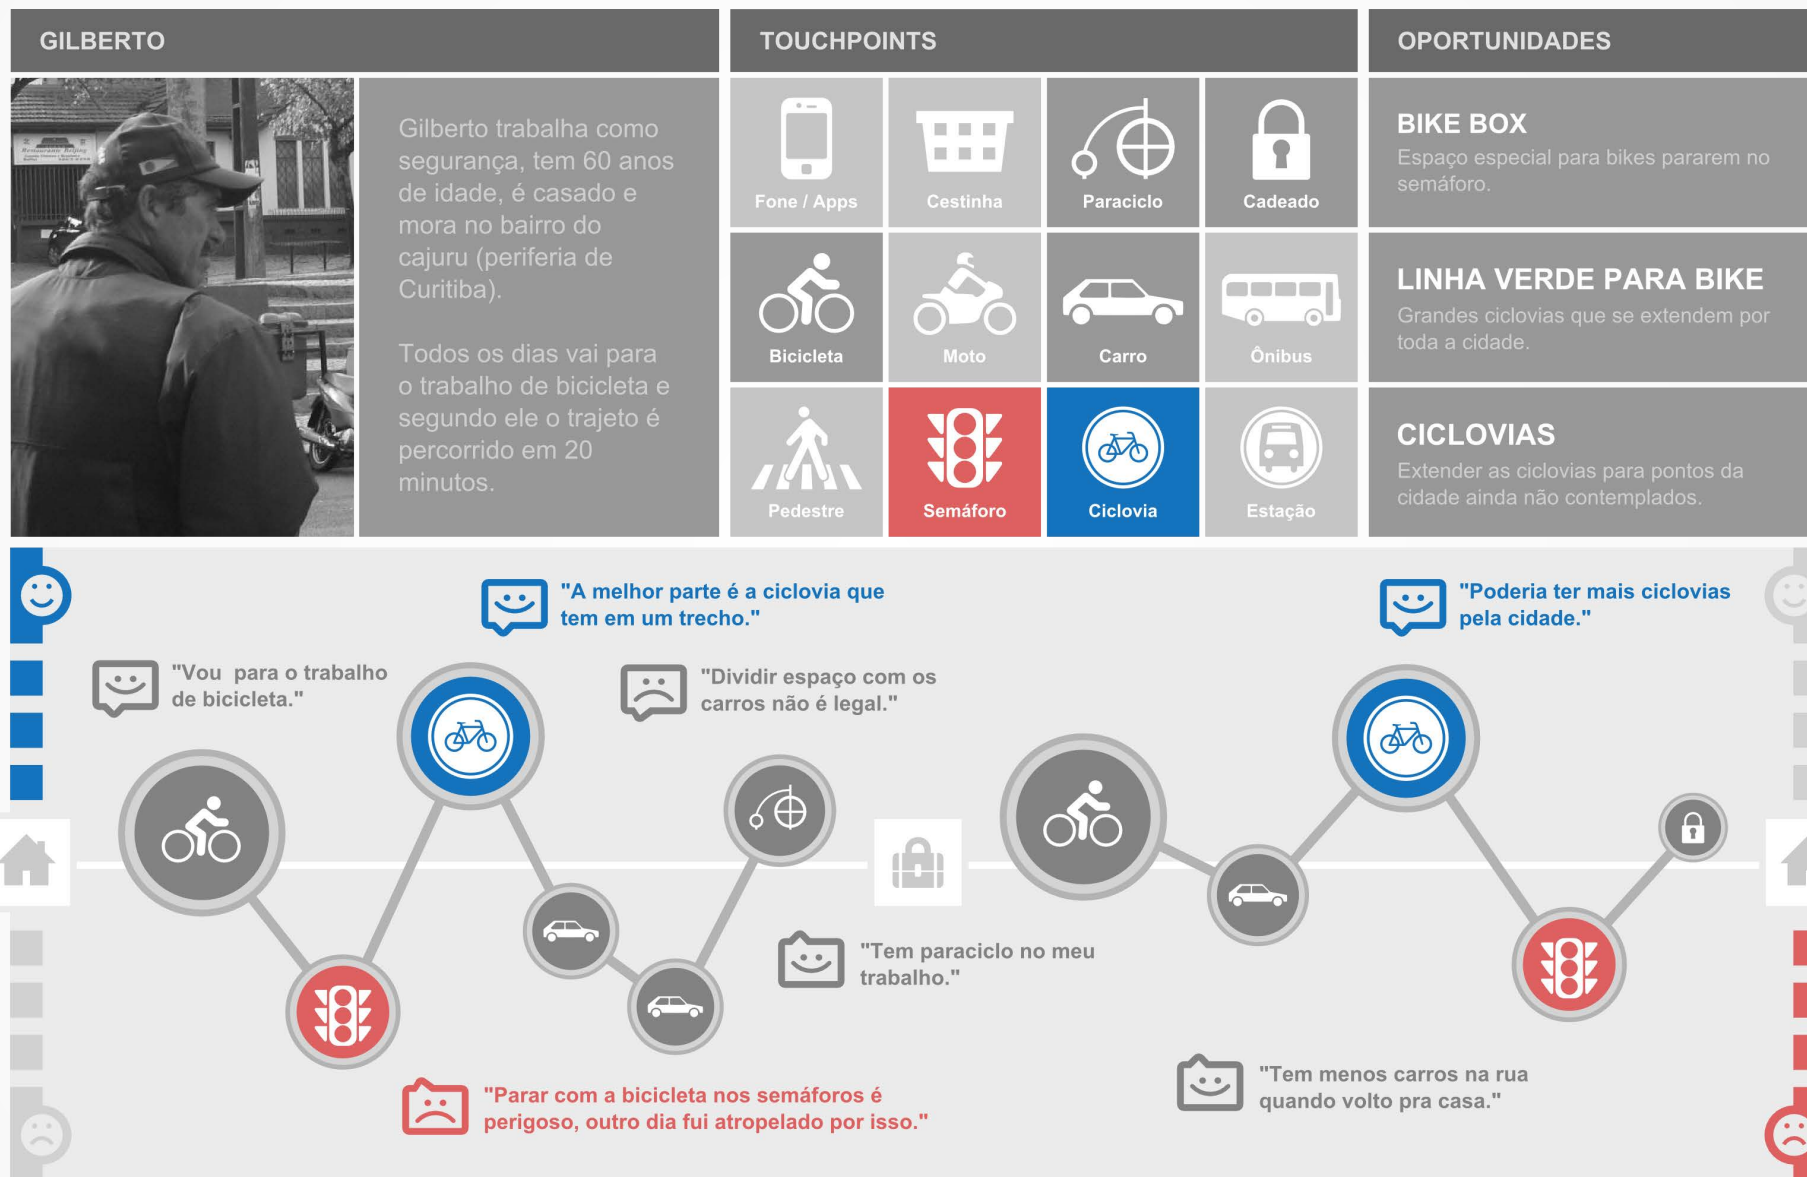 GILBERTO
TOUCHPOINTS
OPORTUNIDADES
Gilberto trabalha como
segurança, tem 60 anos
de idade, é casado e
mora no bairro do
cajuru (periferia de
Curitiba).
Todos os dias vai para
o trabalho de bicicleta e
segundo ele o trajeto é
percorrido em 20
minutos.
Fone / Apps
Cestinha
Paraciclo
Cadeado
Bicicleta
Moto
Carro
Ônibus
Pedestre
Semáforo
Ciclovia
Estação
BIKE BOX
Espaço especial para bikes pararem no
semáforo.
LINHA VERDE PARA BIKE
Grandes ciclovias que se extendem por
toda a cidade.
CICLOVIAS
Extender as ciclovias para pontos da
cidade ainda não contemplados.
"A melhor parte é a ciclovia que
tem em um trecho."
"Poderia ter mais ciclovias
pela cidade."
"Vou para o trabalho
de bicicleta."
"Dividir espaço com os
carros não é legal."
"Tem paraciclo no meu
trabalho."
"Parar com a bicicleta nos semáforos é
perigoso, outro dia fui atropelado por isso."
"Tem menos carros na rua
quando volto pra casa."